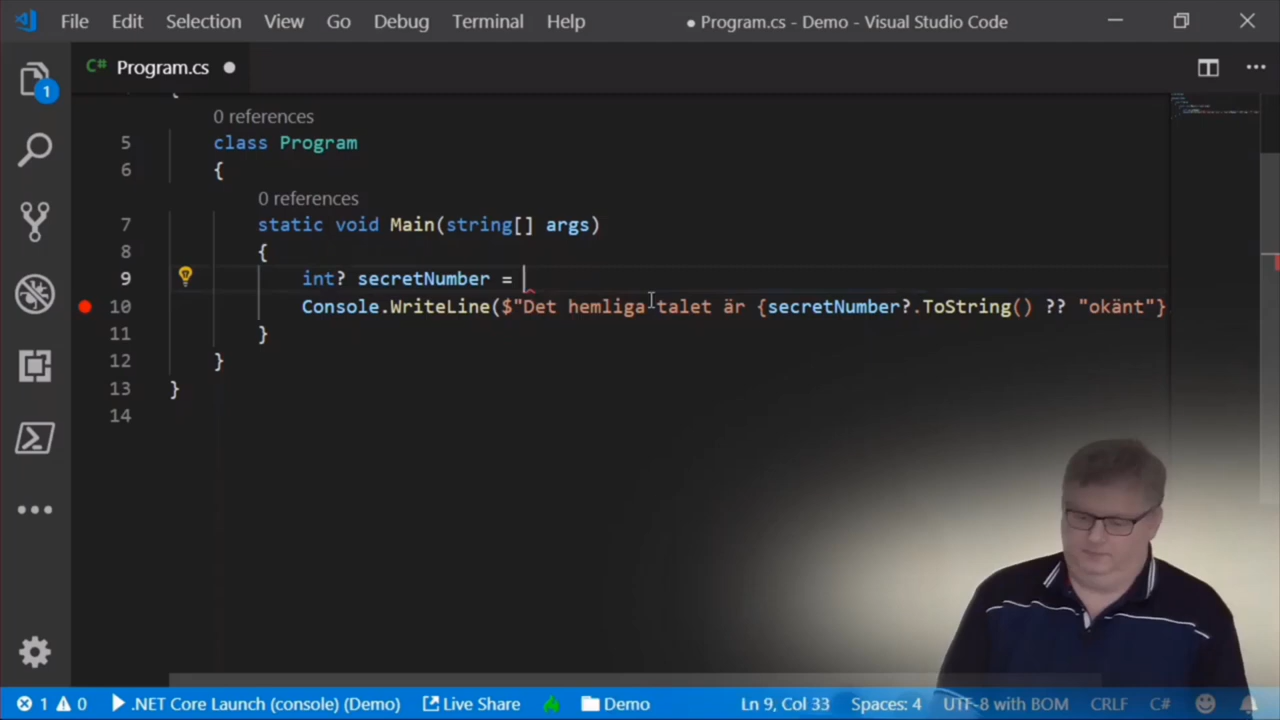 File Edit Selection View Go Debug Terminal Help ● Program.cs - Demo - Visual Studio Code
C# Program.cs ●
1
{
0 references
5 class Program
6 {
0 references
7 static void Main(string[] args)
8 {
9 int? secretNumber =
10 Console.WriteLine($"Det hemliga talet är {secretNumber?.ToString() ?? "okänt"}
11 }
12 }
13 }
14
1 0 .NET Core Launch (console) (Demo) Live Share Demo Ln 9, Col 33 Spaces: 4 UTF-8 with BOM CRLF C#